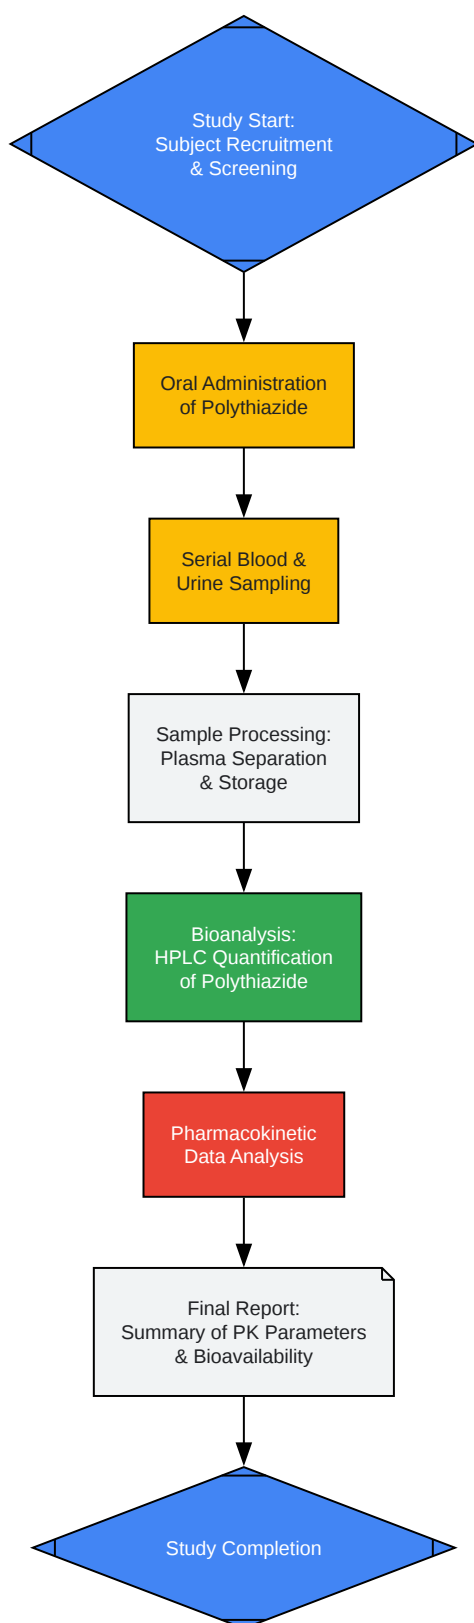 Study Start:
Subject Recruitment
& Screening
Oral Administration
of Polythiazide
Serial Blood &
Urine Sampling
Sample Processing:
Plasma Separation
& Storage
Bioanalysis:
HPLC Quantification
of Polythiazide
Pharmacokinetic
Data Analysis
Final Report:
Summary of PK Parameters
& Bioavailability
Study Completion